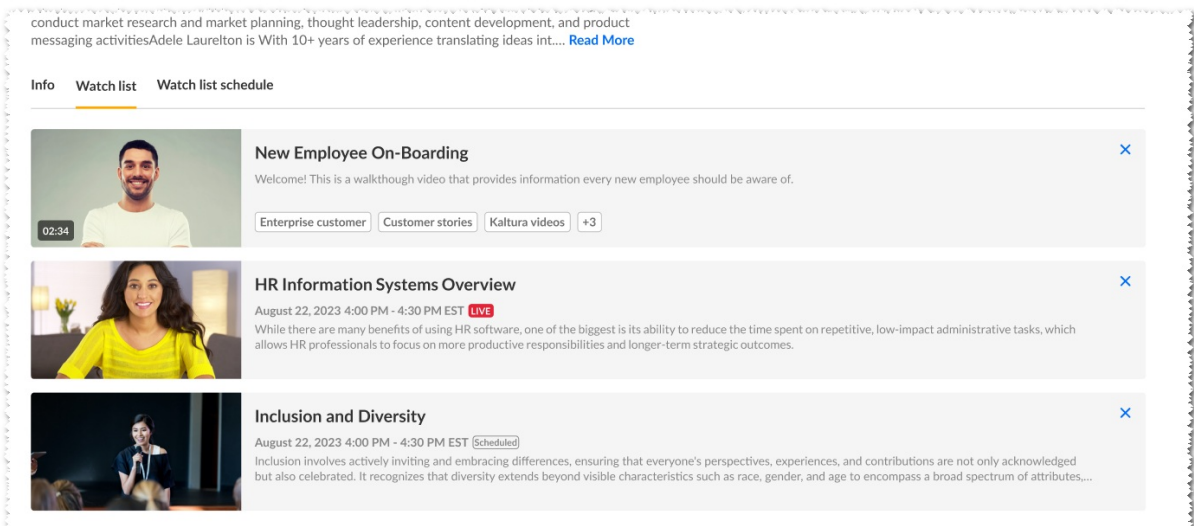 conduct market research and market planning, thought leadership, content development, and product
messaging activitiesAdele Laurelton is With 10+ years of experience translating ideas int.... Read More
Info Watch list Watch list schedule
New Employee On-Boarding
Welcome! This is a walkthough video that provides information every new employee should be aware of.
02:34
Enterprise customer Customer stories Kaltura videos +3
HR Information Systems Overview
August 22, 2023 4:00 PM - 4:30 PM EST LIVE
While there are many benefits of using HR software, one of the biggest is its ability to reduce the time spent on repetitive, low-impact administrative tasks, which
allows HR professionals to focus on more productive responsibilities and longer-term strategic outcomes.
Inclusion and Diversity
August 22, 2023 4:00 PM - 4:30 PM EST Scheduled
Inclusion involves actively inviting and embracing differences, ensuring that everyone's perspectives, experiences, and contributions are not only acknowledged
but also celebrated. It recognizes that diversity extends beyond visible characteristics such as race, gender, and age to encompass a broad spectrum of attributes,...